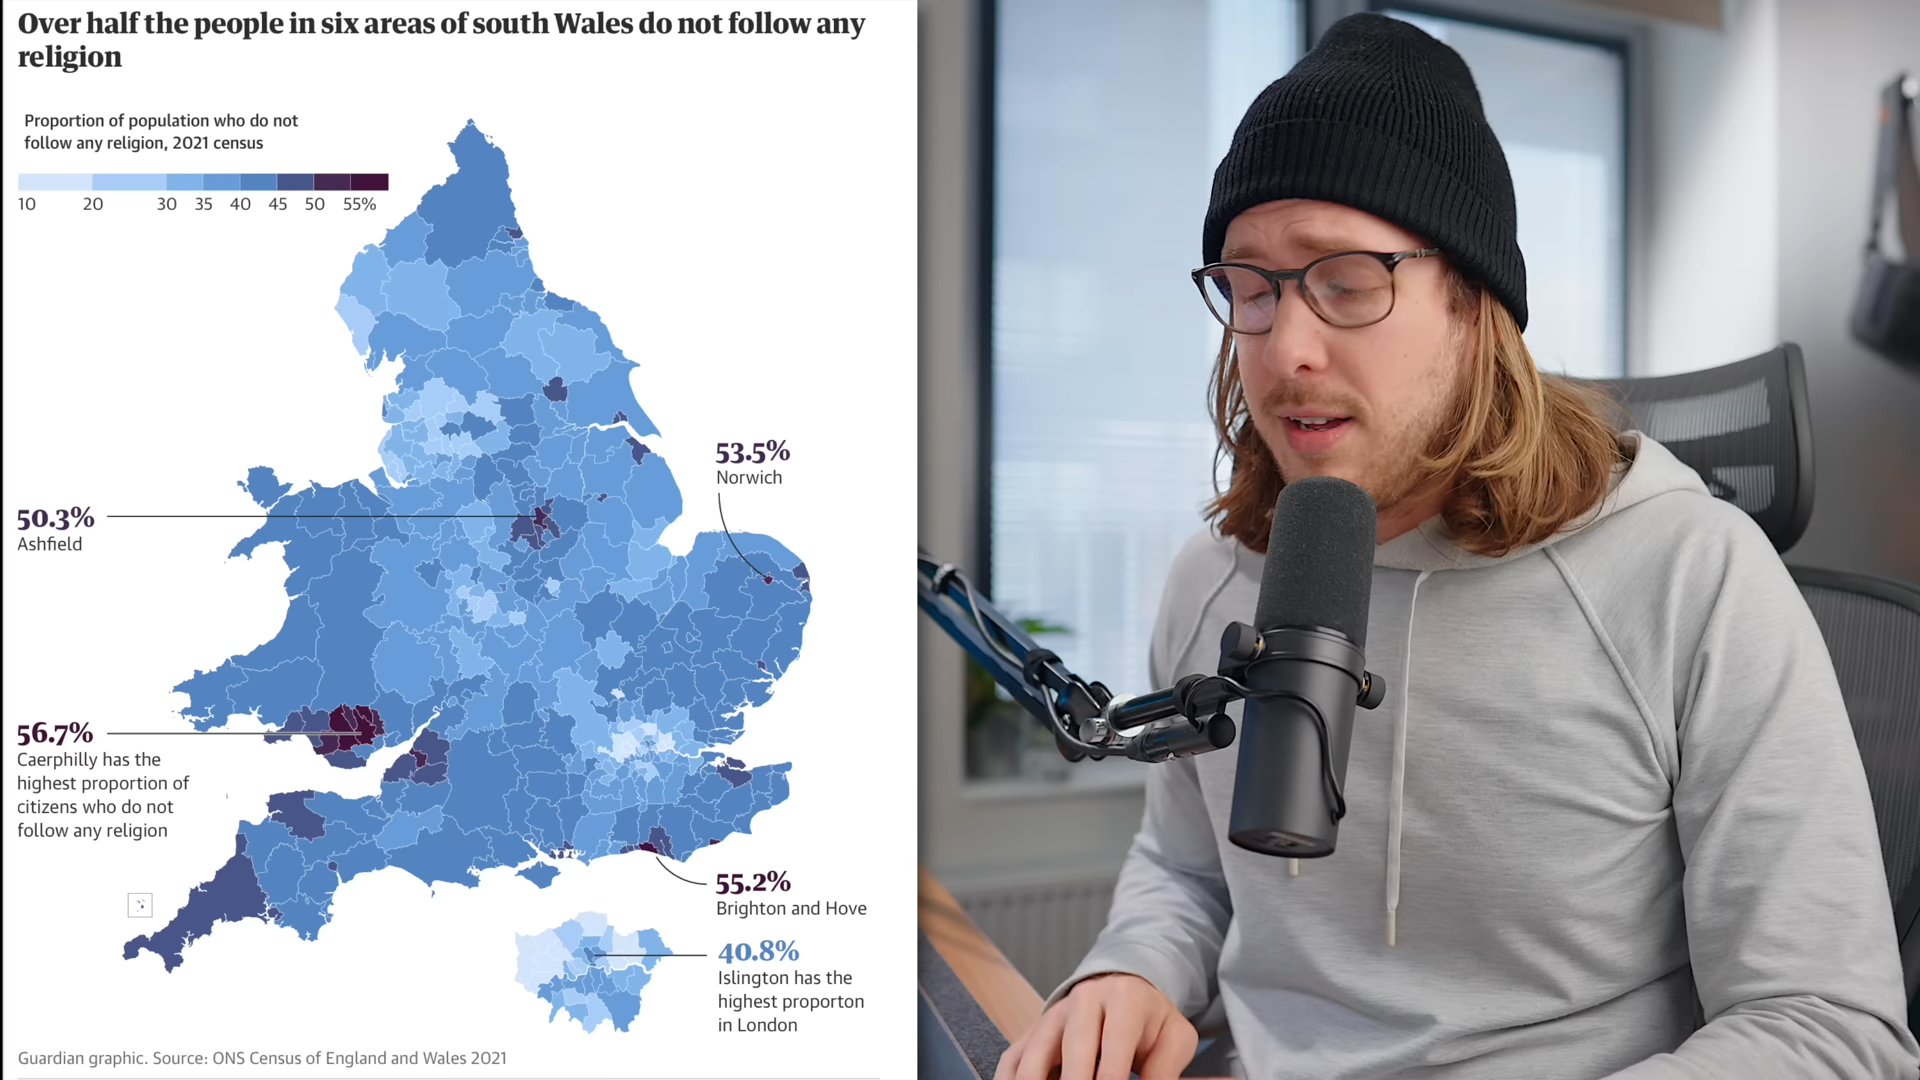 Over half the people in six areas of south Wales do not follow any
religion
Proportion of population who do not
follow any religion, 2021 census
10 20 30 35 40 45 50 55%
53.5%
Norwich
50.3%
Ashfield
56.7%
Caerphilly has the
highest proportion of
citizens who do not
follow any religion
55.2%
Brighton and Hove
40.8%
Islington has the
highest proporton
in London
Guardian graphic. Source: ONS Census of England and Wales 2021